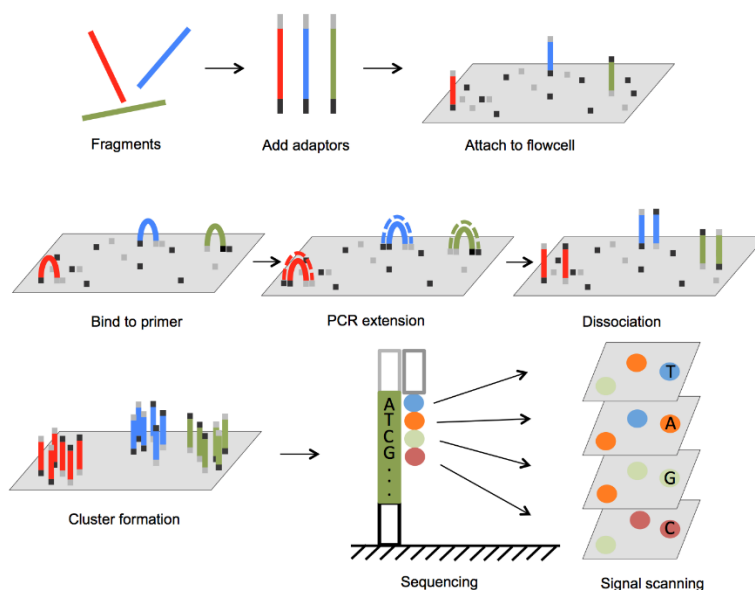 Fragments
Add adaptors
Attach to flowcell
Bind to primer
PCR extension
Dissociation
A
T
C
G
.
.
.
T
A
G
C
Cluster formation
Sequencing
Signal scanning